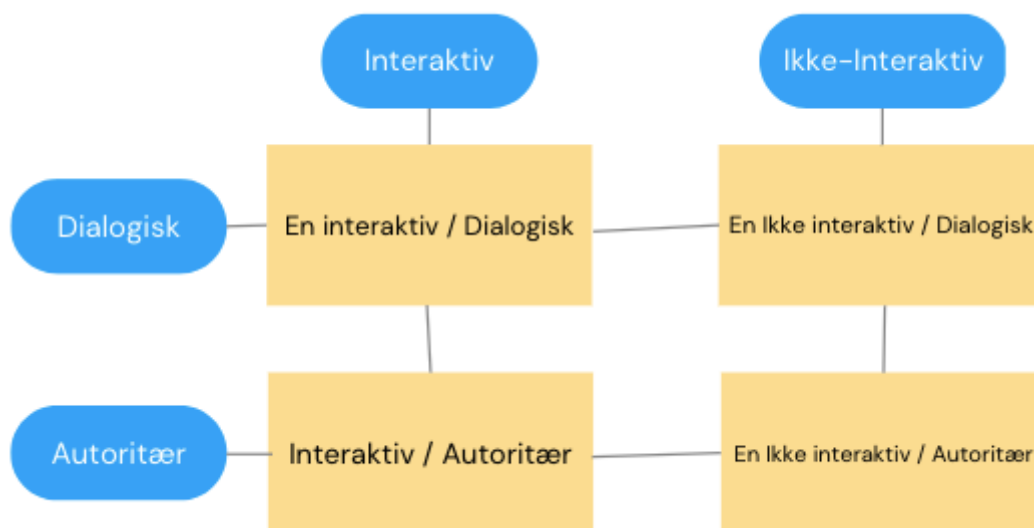 Interaktiv
Ikke-Interaktiv
Dialogisk
En interaktiv / Dialogisk
En Ikke interaktiv / Dialogisk
Autoritær
Interaktiv / Autoritær
En Ikke interaktiv / Autoritær